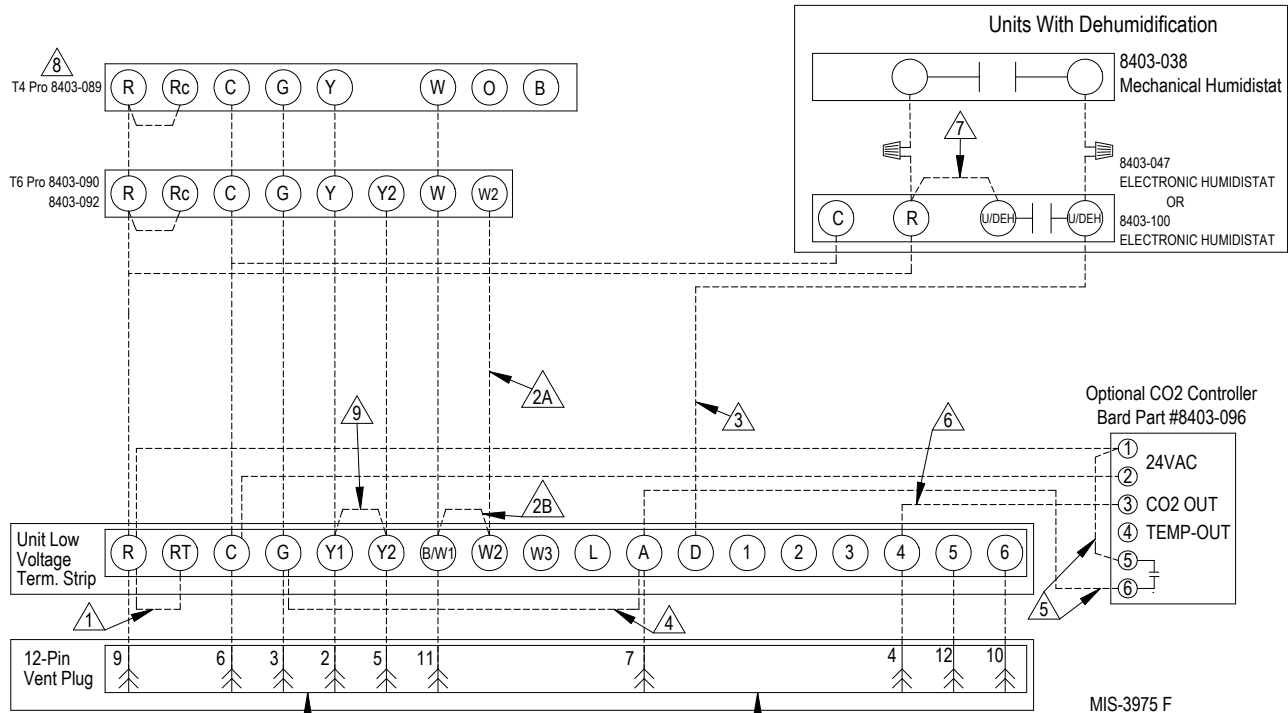 Units With Dehumidification
8403-038
Mechanical Humidistat
8
T4 Pro 8403-089
R Rc C G Y W O B
7
8403-047
ELECTRONIC HUMIDISTAT
OR
8403-100
ELECTRONIC HUMIDISTAT
T6 Pro 8403-090
8403-092
R Rc C G Y Y2 W W2
C R U/DEH U/DEH
2A
9
3
6
Optional CO2 Controller
Bard Part #8403-096
1
24VAC
2
3 CO2 OUT
4 TEMP-OUT
5
6
2B
Unit Low
Voltage
Term. Strip
R RT C G Y1 Y2 B/W1 W2 W3 L A D 1 2 3 4 5 6
1
4
5
12-Pin
Vent Plug
9 6 3 2 5 11 7 4 12 10
MIS-3975 F